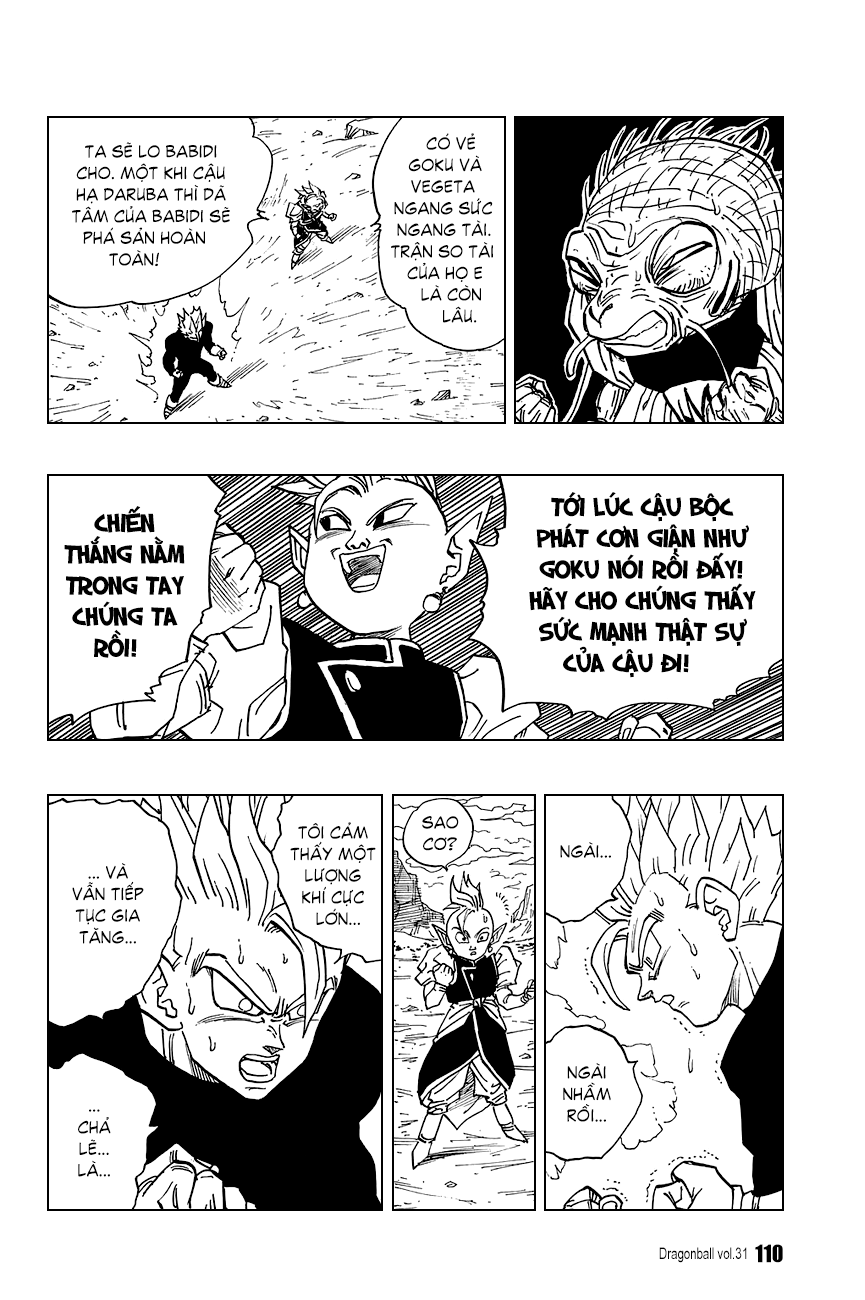 CÓ VẺ
GOKU VÀ
VEGETA
NGANG SỨC
NGANG TÀI.
TRẬN SO TÀI
CỦA HỌ E
LÀ CÒN
LÂU.
TA SẼ LO BABIDI
CHO. MỘT KHI CẬU
HẠ DARUBA THÌ DÃ
TÂM CỦA BABIDI SẼ
PHÁ SẢN HOÀN
TOÀN!
TỚI LÚC CẬU BỘC
PHÁT CƠN GIẬN NHƯ
GOKU NÓI RỒI ĐẤY!
HÃY CHO CHÚNG THẤY
SỨC MẠNH THẬT SỰ
CỦA CẬU ĐI!
CHIẾN
THẮNG NẰM
TRONG TAY
CHÚNG TA
RỒI!
NGÀI...
NGÀI
NHẦM
RỒI...
SAO
CƠ?
TÔI CẢM
THẤY MỘT
LƯỢNG
KHÍ CỰC
LỚN...
... VÀ
VẪN TIẾP
TỤC GIA
TĂNG...
...
CHẢ
LẼ...
LÀ...
Dragonball vol.31 110